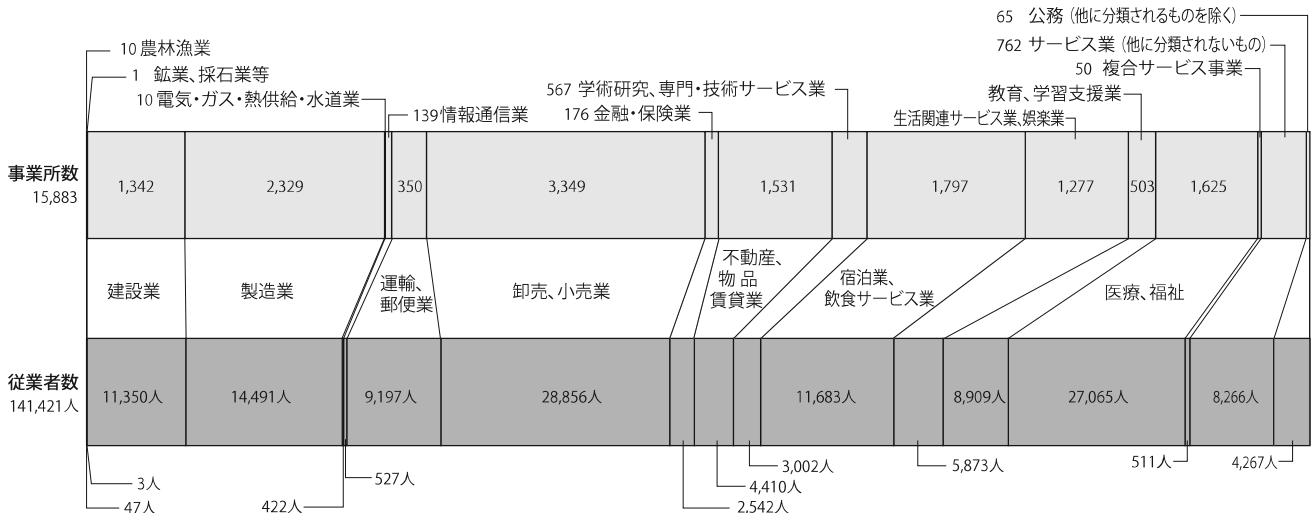 65 公務（他に分類されるものを除く）
762 サービス業（他に分類されないもの）
50 複合サービス事業
10 農林漁業
1 鉱業、採石業等
10 電気・ガス・熱供給・水道業
139 情報通信業
567 学術研究、専門・技術サービス業
176 金融・保険業
教育、学習支援業
生活関連サービス業、娯楽業
事業所数
15,883
1,342
2,329
350
3,349
1,531
1,797
1,277
503
1,625
建設業
製造業
運輸、
郵便業
卸売、小売業
不動産、
物 品
賃貸業
宿泊業、
飲食サービス業
医療、福祉
従業者数
141,421人
11,350人
14,491人
9,197人
28,856人
11,683人
8,909人
27,065人
8,266人
3人
47人
422人
527人
2,542人
4,410人
3,002人
5,873人
511人
4,267人